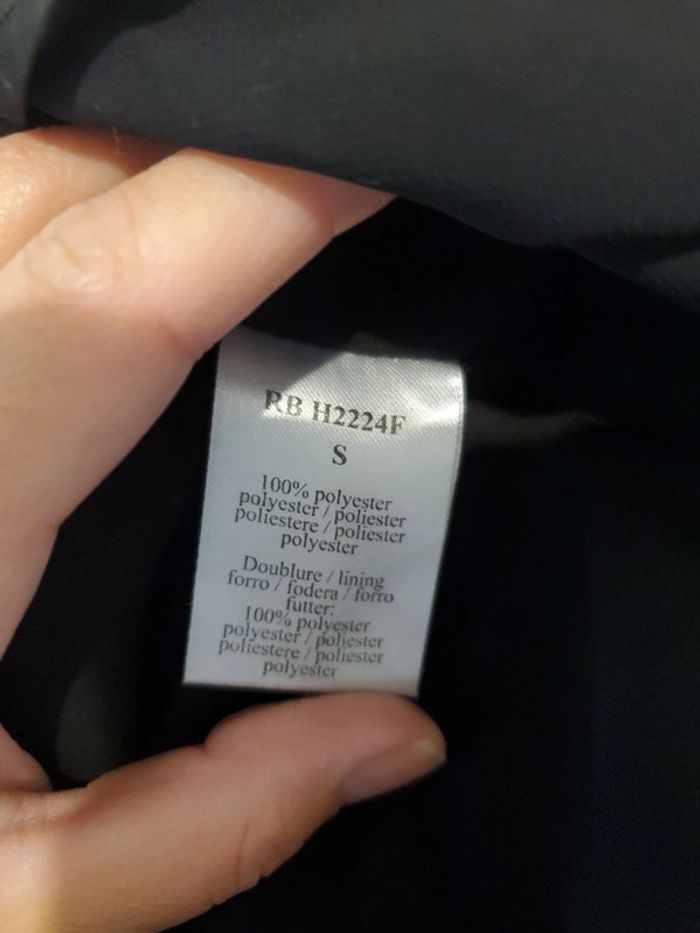 RB H2224F
S
100% polyester
polyester / poliester
poliestere / poliester
polyester
Doublure / lining
forro / fodera / forro
futter:
100% polyester
polyester / poliester
poliestere / poliester
polyester